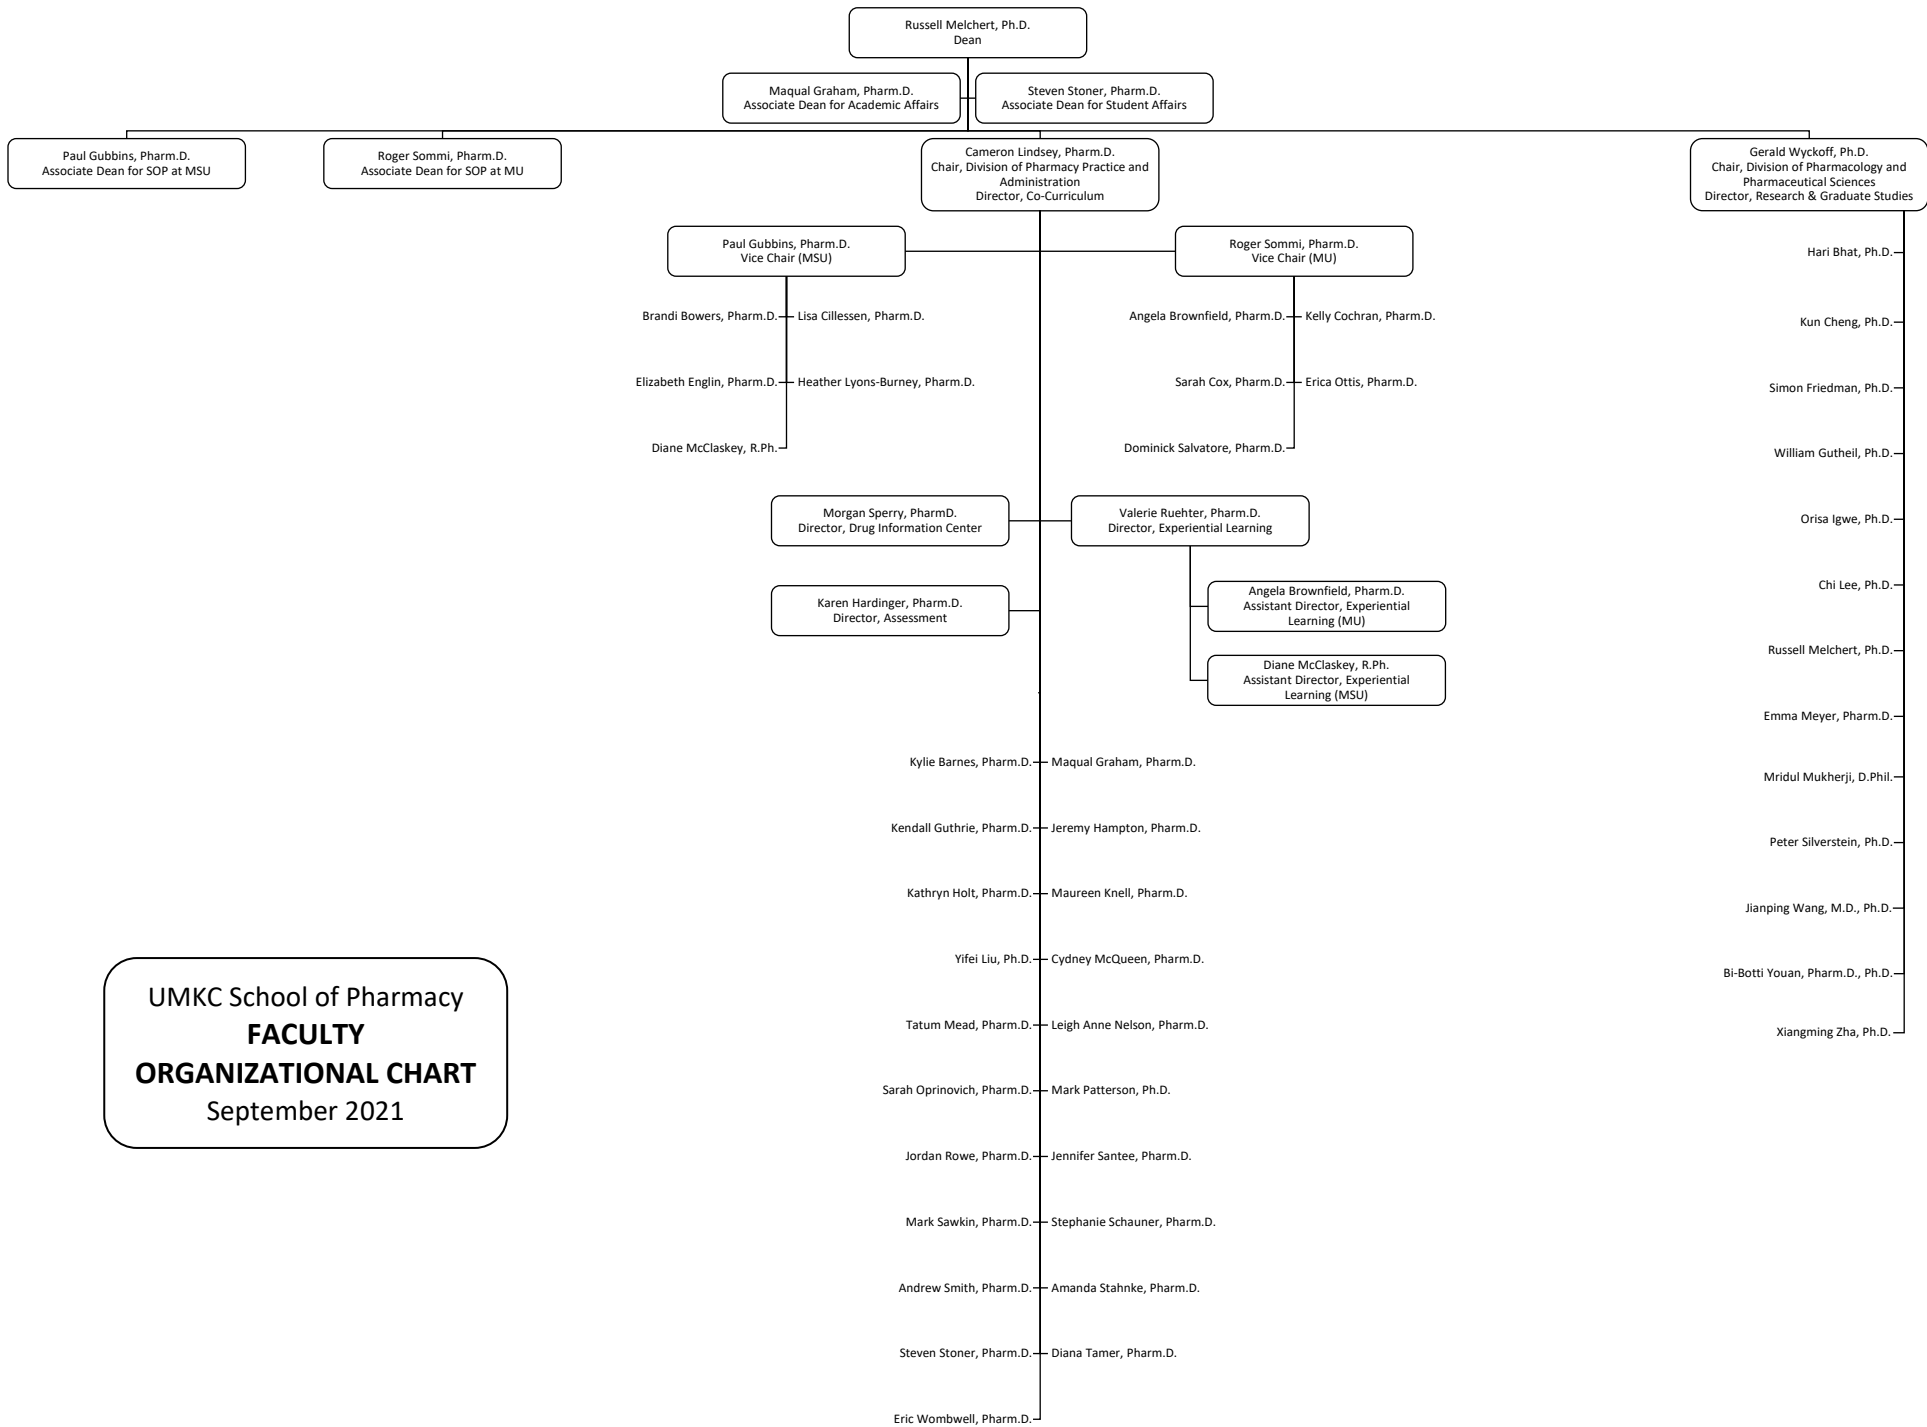 Russell Melchert, Ph.D.
Dean
Maqual Graham, Pharm.D.
Associate Dean for Academic Affairs
Steven Stoner, Pharm.D.
Associate Dean for Student Affairs
Paul Gubbins, Pharm.D.
Associate Dean for SOP at MSU
Roger Sommi, Pharm.D.
Associate Dean for SOP at MU
Cameron Lindsey, Pharm.D.
Chair, Division of Pharmacy Practice and
Administration
Director, Co-Curriculum
Gerald Wyckoff, Ph.D.
Chair, Division of Pharmacology and
Pharmaceutical Sciences
Director, Research & Graduate Studies
Paul Gubbins, Pharm.D.
Vice Chair (MSU)
Roger Sommi, Pharm.D.
Vice Chair (MU)
Brandi Bowers, Pharm.D.
Lisa Cillessen, Pharm.D.
Elizabeth Englin, Pharm.D.
Heather Lyons-Burney, Pharm.D.
Diane McClaskey, R.Ph.
Angela Brownfield, Pharm.D.
Kelly Cochran, Pharm.D.
Sarah Cox, Pharm.D.
Erica Ottis, Pharm.D.
Dominick Salvatore, Pharm.D.
Morgan Sperry, PharmD.
Director, Drug Information Center
Valerie Ruehter, Pharm.D.
Director, Experiential Learning
Karen Hardinger, Pharm.D.
Director, Assessment
Angela Brownfield, Pharm.D.
Assistant Director, Experiential
Learning (MU)
Diane McClaskey, R.Ph.
Assistant Director, Experiential
Learning (MSU)
Kylie Barnes, Pharm.D.
Maqual Graham, Pharm.D.
Kendall Guthrie, Pharm.D.
Jeremy Hampton, Pharm.D.
Kathryn Holt, Pharm.D.
Maureen Knell, Pharm.D.
Yifei Liu, Ph.D.
Cydney McQueen, Pharm.D.
Tatum Mead, Pharm.D.
Leigh Anne Nelson, Pharm.D.
Sarah Oprinovich, Pharm.D.
Mark Patterson, Ph.D.
Jordan Rowe, Pharm.D.
Jennifer Santee, Pharm.D.
Mark Sawkin, Pharm.D.
Stephanie Schauner, Pharm.D.
Andrew Smith, Pharm.D.
Amanda Stahnke, Pharm.D.
Steven Stoner, Pharm.D.
Diana Tamer, Pharm.D.
Eric Wombwell, Pharm.D.
Hari Bhat, Ph.D.
Kun Cheng, Ph.D.
Simon Friedman, Ph.D.
William Gutheil, Ph.D.
Orisa Igwe, Ph.D.
Chi Lee, Ph.D.
Russell Melchert, Ph.D.
Emma Meyer, Pharm.D.
Mridul Mukherji, D.Phil.
Peter Silverstein, Ph.D.
Jianping Wang, M.D., Ph.D.
Bi-Botti Youan, Pharm.D., Ph.D.
Xiangming Zha, Ph.D.
UMKC School of Pharmacy
FACULTY
ORGANIZATIONAL CHART
September 2021